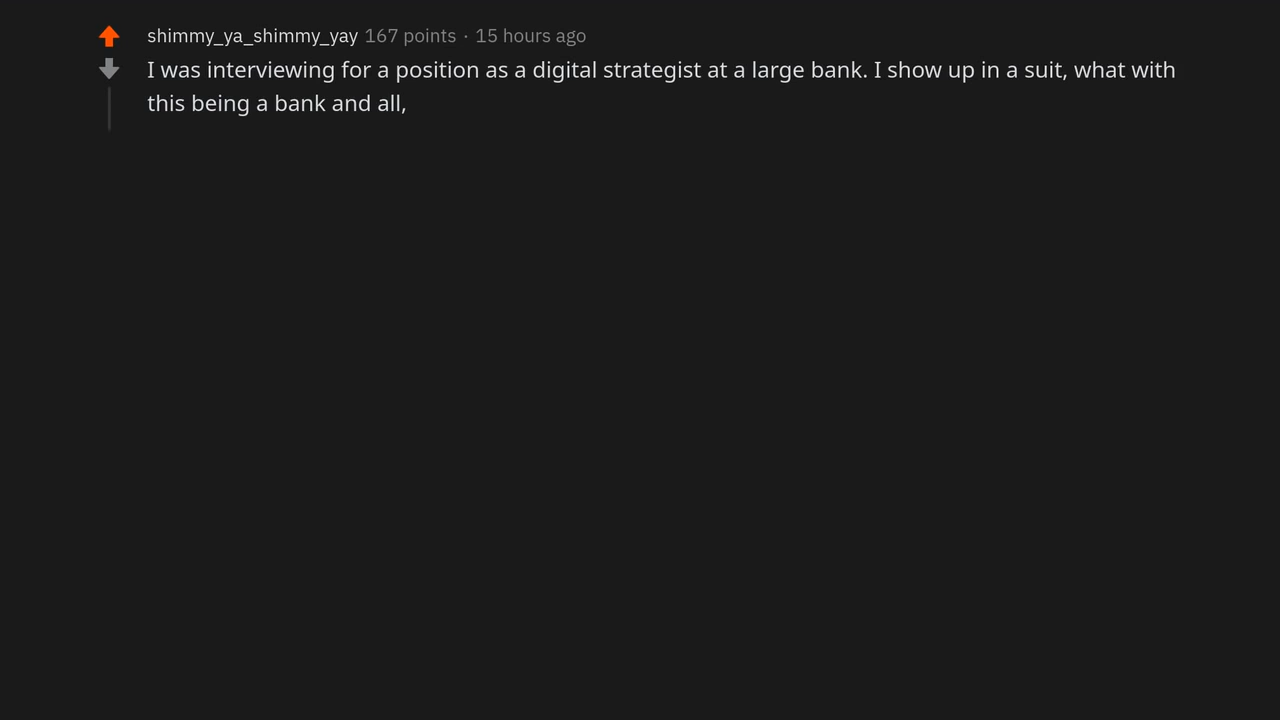 shimmy_ya_shimmy_yay 167 points · 15 hours ago
I was interviewing for a position as a digital strategist at a large bank. I show up in a suit, what with
this being a bank and all,